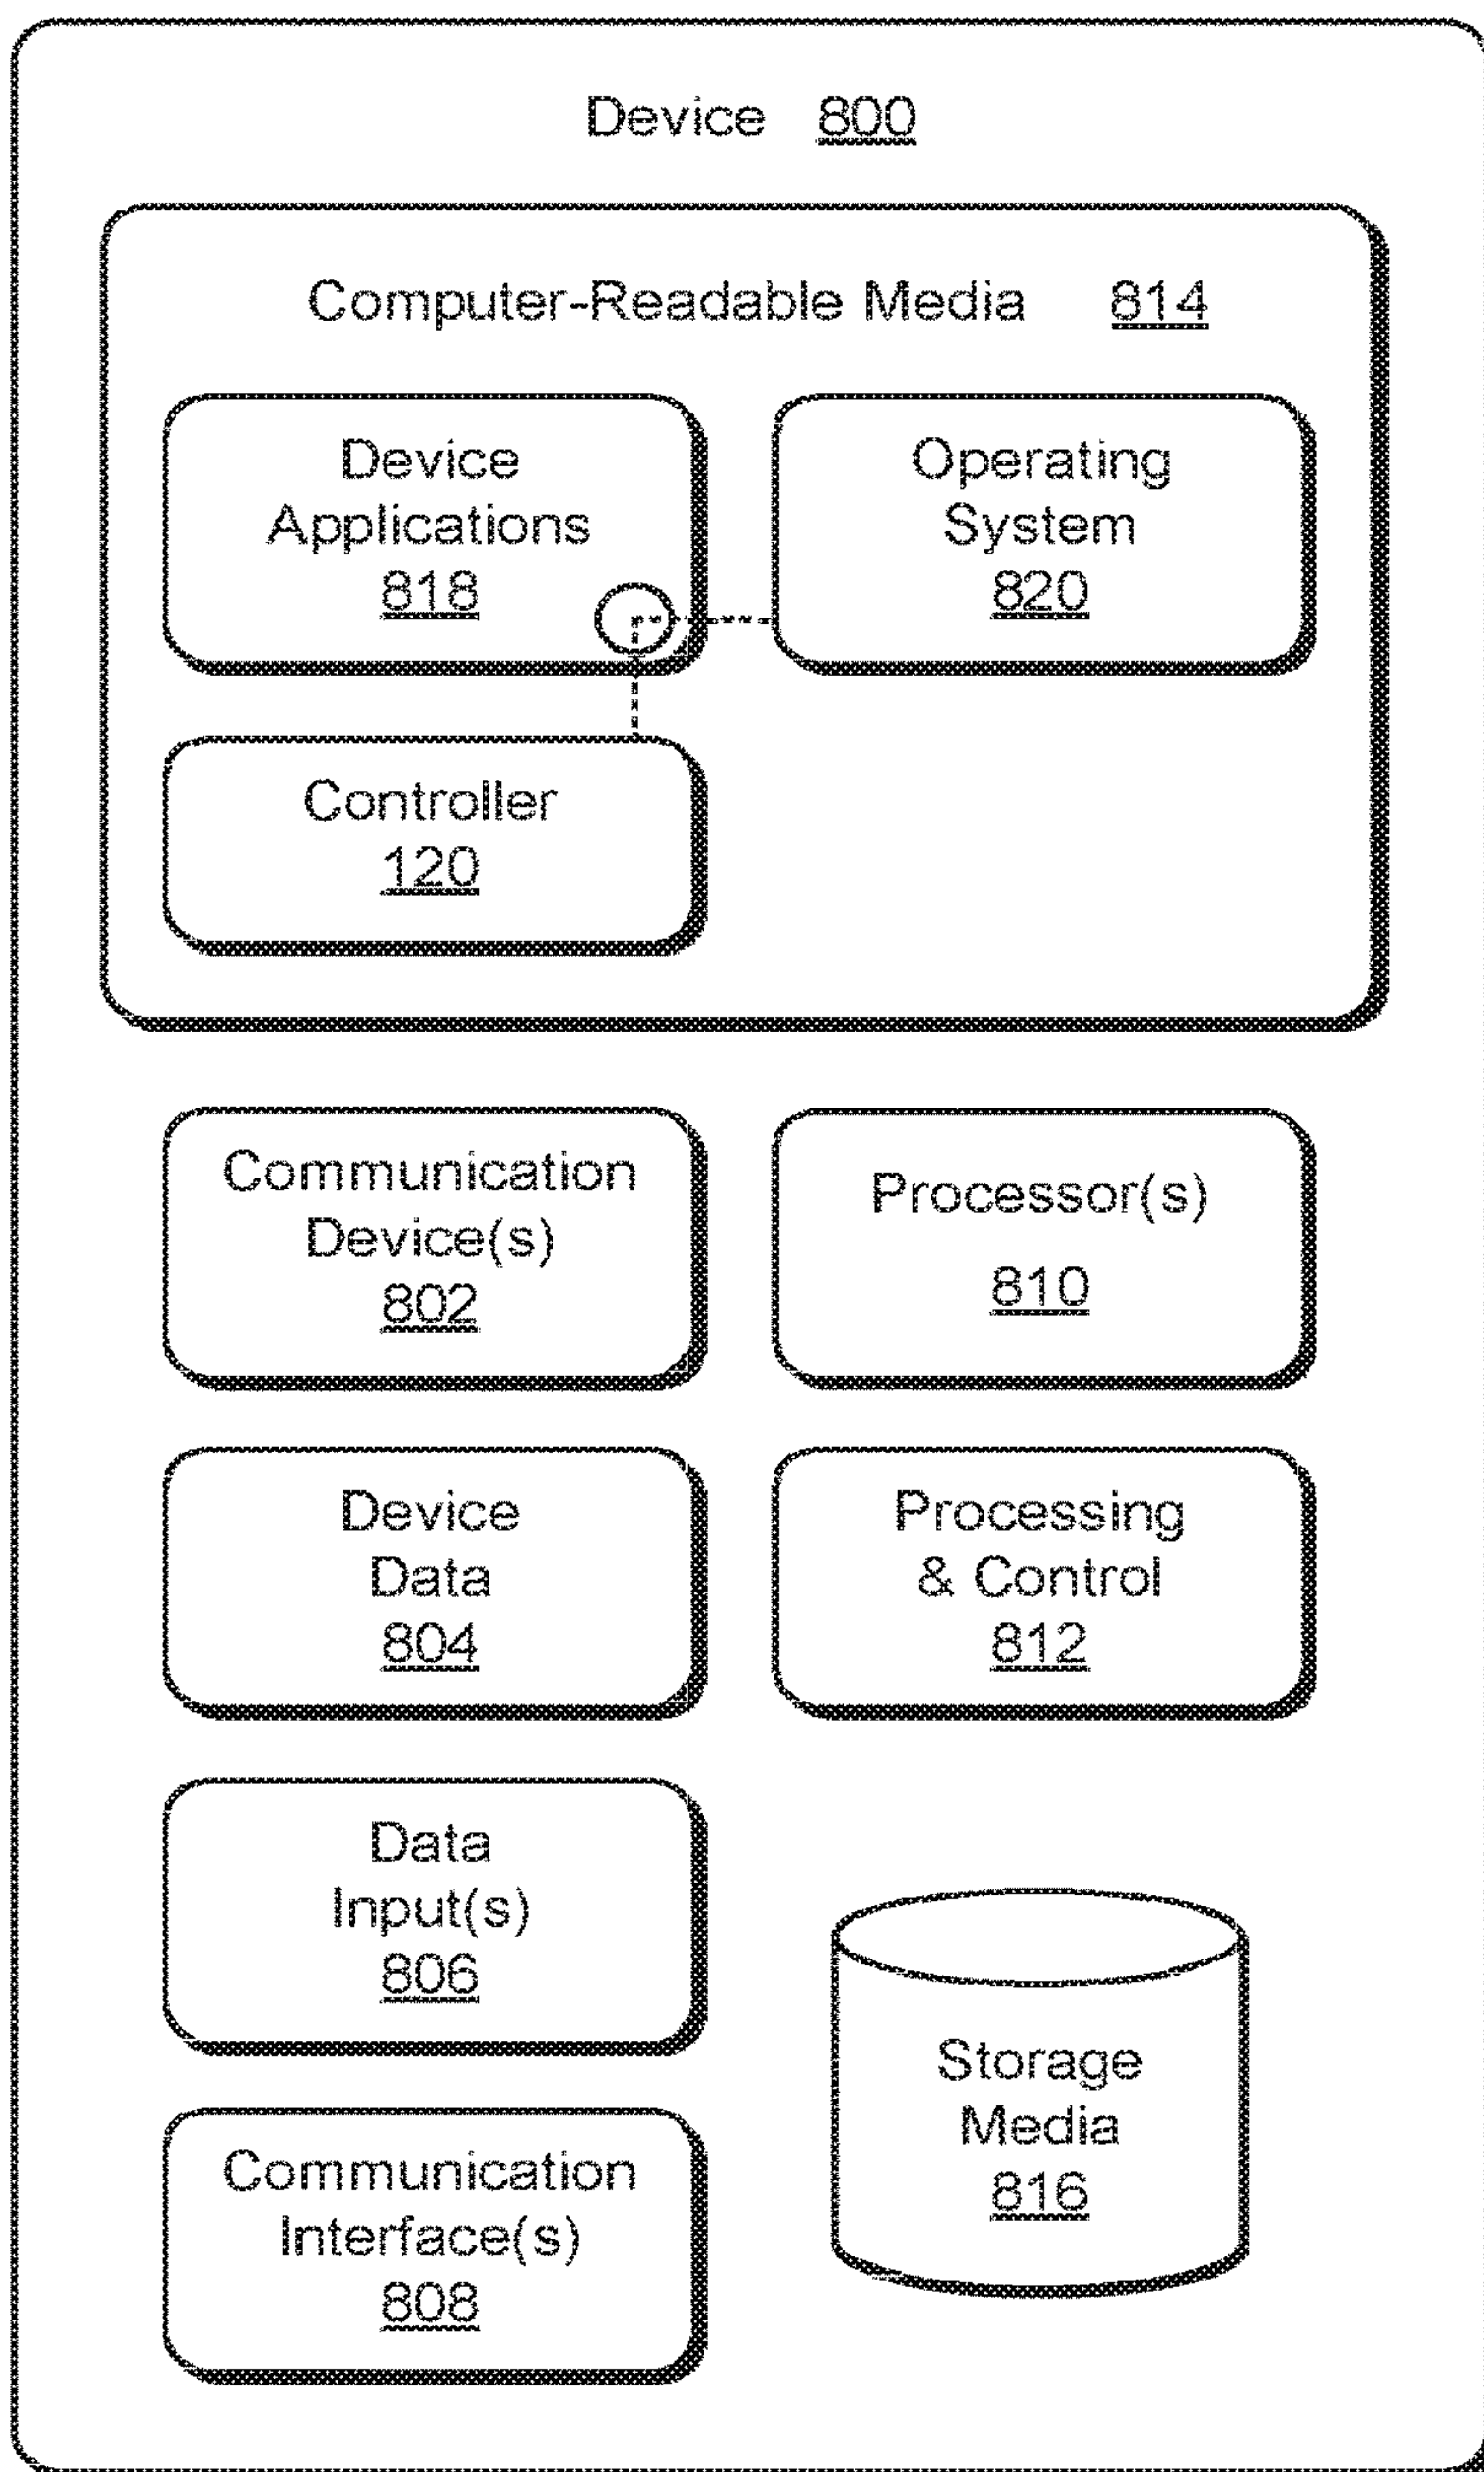 Device 800
Computer-Readable Media 814
Device
Applications
818
Operating
System
820
Controller
120
Communication
Device(s)
802
Processor(s)
810
Device
Data
804
Processing
& Control
812
Data
Input(s)
806
Storage
Media
816
Communication
Interface(s)
808